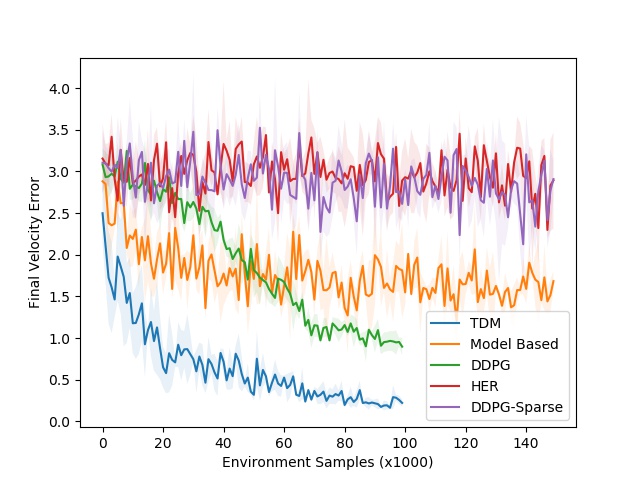 4.0
3.5
3.0
2.5
2.0
1.5
1.0
0.5
0.0
Final Velocity Error
0 20 40 60 80 100 120 140
Environment Samples (x1000)
TDM
Model Based
DDPG
HER
DDPG-Sparse